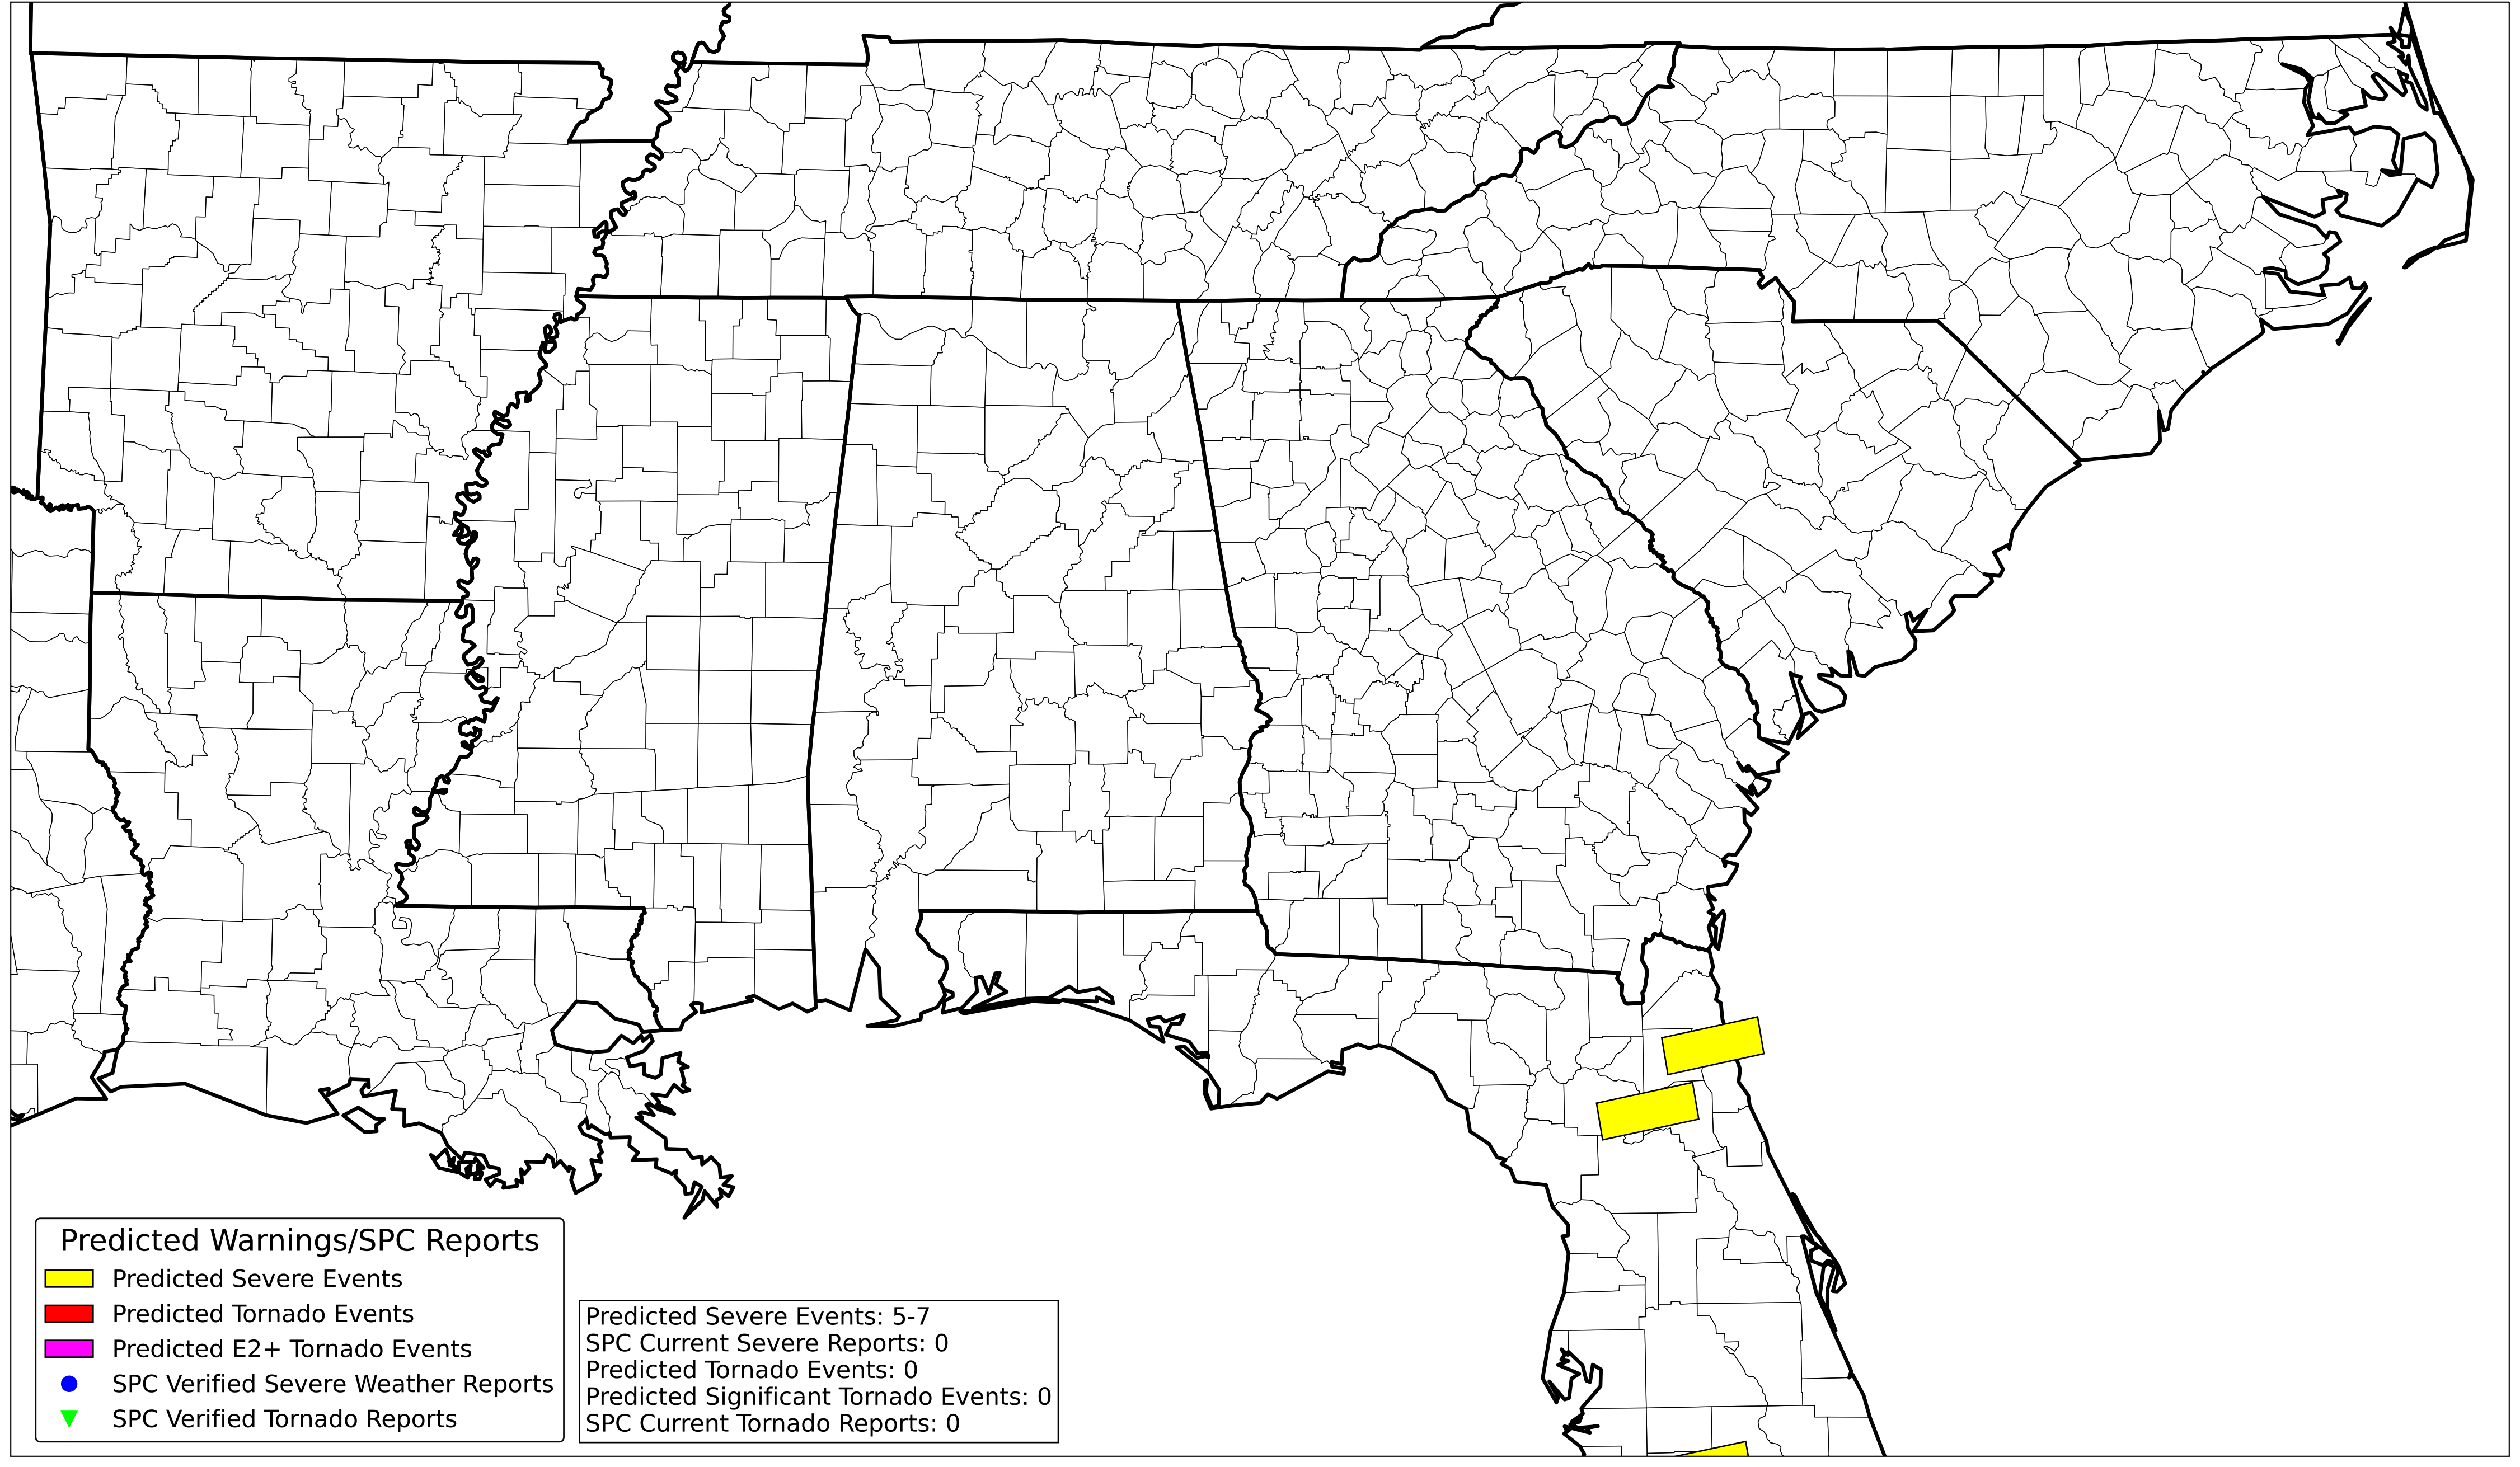 Predicted Warnings/SPC Reports
Predicted Severe Events
Predicted Tornado Events
Predicted E2+ Tornado Events
SPC Verified Severe Weather Reports
SPC Verified Tornado Reports
Predicted Severe Events: 5-7
SPC Current Severe Reports: 0
Predicted Tornado Events: 0
Predicted Significant Tornado Events: 0
SPC Current Tornado Reports: 0